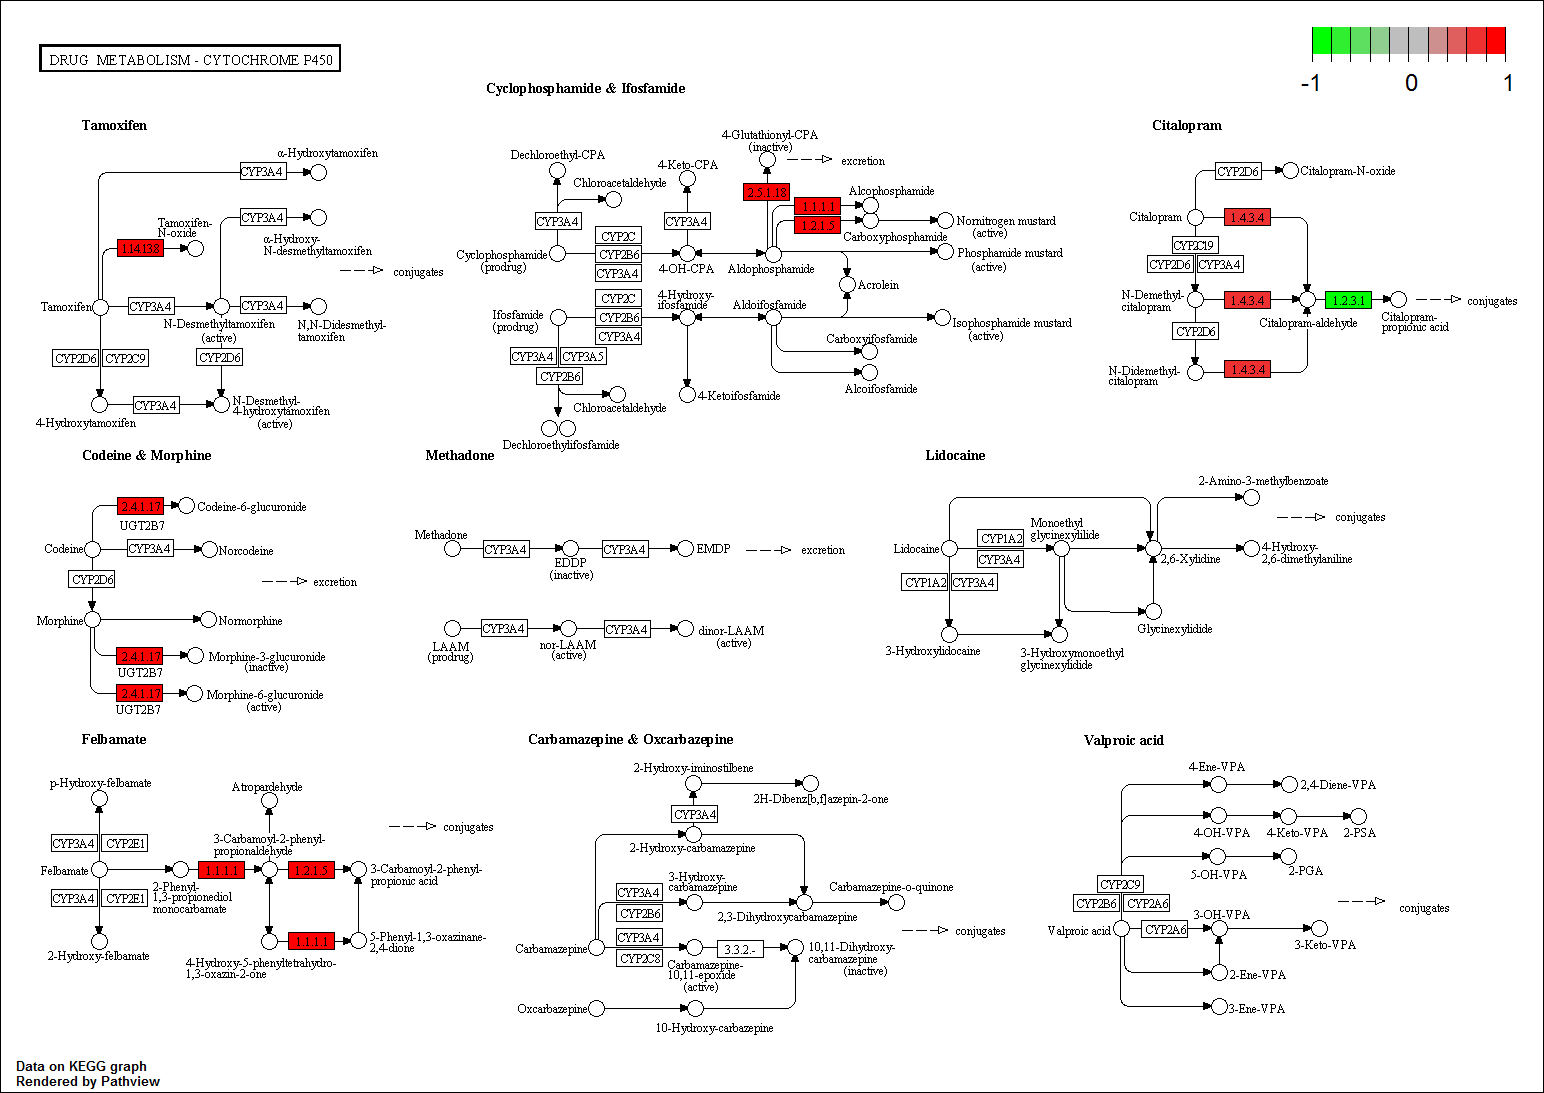 DRUG METABOLISM - CYTOCHROME P450
-1 0 1
Cyclophosphamide & Ifosfamide
Tamoxifen
α-Hydroxytamoxifen
CYP3A4
Tamoxifen-
N-oxide
1.14.13.8
CYP3A4
α-Hydroxy-
N-desmethyltamoxifen
conjugates
Tamoxifen
CYP3A4
CYP3A4
N-Desmethyltamoxifen
(active)
N,N-Didesmethyl-
tamoxifen
CYP2D6
CYP2C9
CYP2D6
CYP3A4
N-Desmethyl-
4-hydroxytamoxifen
(active)
4-Hydroxytamoxifen
Dechloroethyl-CPA
Chloroacetaldehyde
CYP3A4
4-Keto-CPA
CYP3A4
4-Glutathionyl-CPA
(inactive)
excretion
2.5.1.18
1.1.1.1
Alcophosphamide
1.2.1.5
Carboxyphosphamide
Nornitrogen mustard
(active)
Cyclophosphamide
(prodrug)
CYP2C
CYP2B6
CYP3A4
4-OH-CPA
Aldophosphamide
Phosphamide mustard
(active)
Acrolein
Ifosfamide
(prodrug)
CYP2C
CYP2B6
CYP3A4
4-Hydroxy-
ifosfamide
Aldoifosfamide
Isophosphamide mustard
(active)
CYP3A4
CYP3A5
CYP2B6
Carboxyifosfamide
Alcoifosfamide
Chloroacetaldehyde
4-Ketoifosfamide
Dechloroethylifosfamide
Citalopram
CYP2D6
Citalopram-N-oxide
Citalopram
1.4.3.4
CYP2C19
CYP2D6
CYP3A4
N-Demethyl-
citalopram
1.4.3.4
1.2.3.1
conjugates
Citalopram-aldehyde
Citalopram-
propionic acid
CYP2D6
N-Didemethyl-
citalopram
1.4.3.4
Codeine & Morphine
2.4.1.17
UGT2B7
Codeine-6-glucuronide
Codeine
CYP3A4
Norcodeine
CYP2D6
excretion
Morphine
Normorphine
2.4.1.17
UGT2B7
Morphine-3-glucuronide
(inactive)
2.4.1.17
UGT2B7
Morphine-6-glucuronide
(active)
Methadone
Methadone
CYP3A4
EDDP
(inactive)
CYP3A4
EMDP
excretion
LAAM
(prodrug)
CYP3A4
nor-LAAM
(active)
CYP3A4
dinor-LAAM
(active)
Lidocaine
2-Amino-3-methylbenzoate
conjugates
Lidocaine
CYP1A2
CYP3A4
Monoethyl
glycinexylilide
2,6-Xylidine
4-Hydroxy-
2,6-dimethylaniline
CYP1A2
CYP3A4
Glycinexylidide
3-Hydroxylidocaine
3-Hydroxymonoethyl
glycinexylidide
Felbamate
p-Hydroxy-felbamate
Atropardehyde
conjugates
CYP3A4
CYP2E1
3-Carbamoyl-2-phenyl-
propionaldehyde
Felbamate
1.1.1.1
1.2.1.5
3-Carbamoyl-2-phenyl-
propionic acid
2-Phenyl-
1,3-propionediol
monocarbamate
CYP3A4
CYP2E1
2-Hydroxy-felbamate
1.1.1.1
5-Phenyl-1,3-oxazinane-
2,4-dione
4-Hydroxy-5-phenyltetrahydro-
1,3-oxazin-2-one
Carbamazepine & Oxcarbazepine
2-Hydroxy-iminostilbene
2H-Dibenz[b,f]azepin-2-one
CYP3A4
2-Hydroxy-carbamazepine
3-Hydroxy-
carbamazepine
CYP3A4
CYP2B6
Carbamazepine-o-quinone
2,3-Dihydroxycarbamazepine
CYP3A4
CYP2C8
conjugates
Carbamazepine
3.3.2.-
Carbamazepine-
10,11-epoxide
(active)
10,11-Dihydroxy-
carbamazepine
(inactive)
Oxcarbazepine
10-Hydroxy-carbazepine
Valproic acid
4-Ene-VPA
2,4-Diene-VPA
4-OH-VPA
4-Keto-VPA
2-PSA
5-OH-VPA
2-PGA
CYP2C9
CYP2B6
CYP2A6
conjugates
Valproic acid
CYP2A6
3-OH-VPA
3-Keto-VPA
2-Ene-VPA
3-Ene-VPA
Data on KEGG graph
Rendered by Pathview